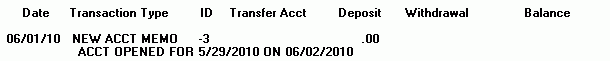 Date Transaction Type ID Transfer Acct Deposit Withdrawal Balance
06/01/10 NEW ACCT MEMO -3 .00
ACCT OPENED FOR 5/29/2010 ON 06/02/2010